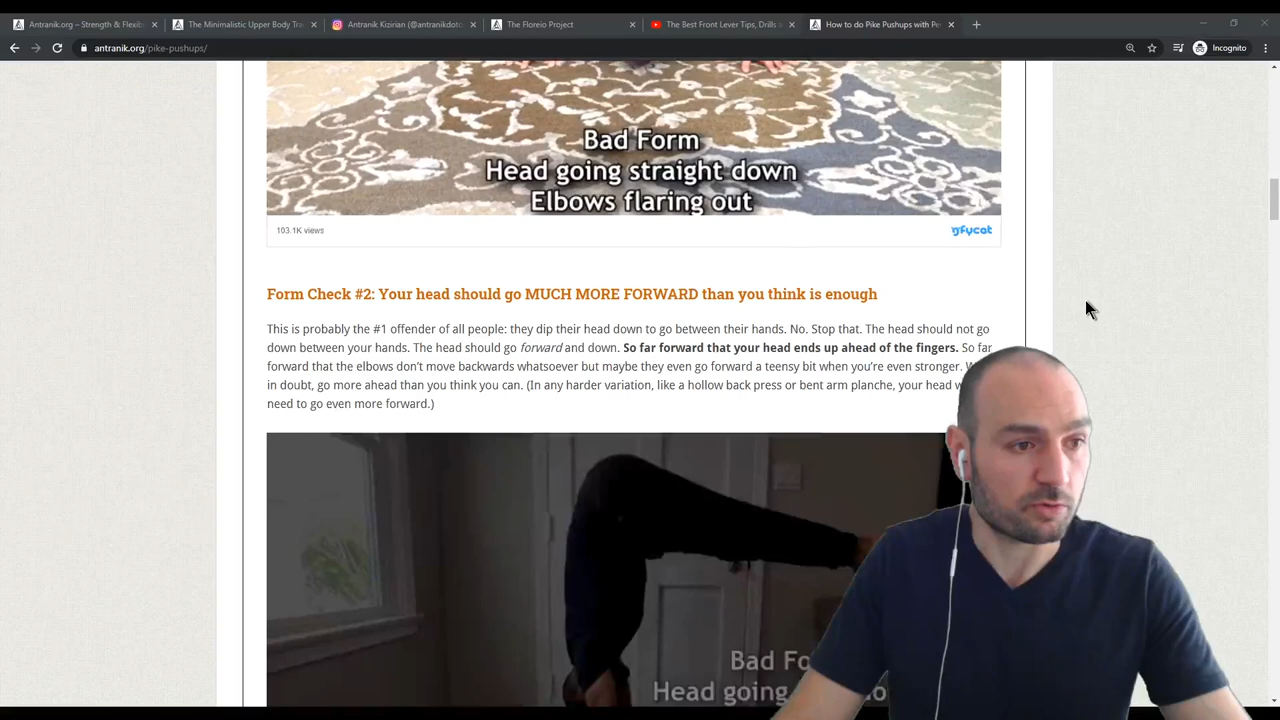 Antranik.org – Strength & Flexib
The Minimalistic Upper Body Tra
Antranik Kizirian (@antranikdoto
The Floreio Project
The Best Front Lever Tips, Drills
How to do Pike Pushups with Pe
antranik.org/pike-pushups/
Incognito
Bad Form
Head going straight down
Elbows flaring out
103.1K views
gfycat
Form Check #2: Your head should go MUCH MORE FORWARD than you think is enough
This is probably the #1 offender of all people: they dip their head down to go between their hands. No. Stop that. The head should not go
down between your hands. The head should go forward and down. So far forward that your head ends up ahead of the fingers. So far
forward that the elbows don't move backwards whatsoever but maybe they even go forward a teensy bit when you're even stronger.
in doubt, go more ahead than you think you can. (In any harder variation, like a hollow back press or bent arm planche, your head
need to go even more forward.)
Bad Fo
Head going